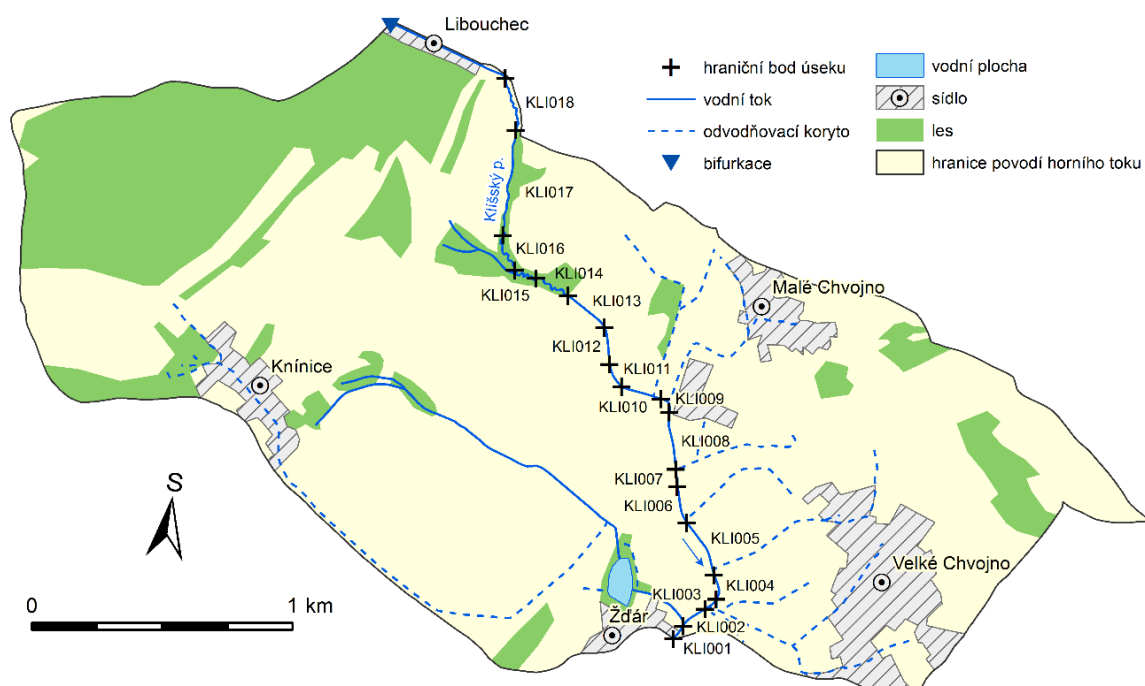 Libouchec
hraniční bod úseku
vodní tok
odvodňovací koryto
bifurkace
vodní plocha
sídlo
les
hranice povodí horního toku
KLI018
KLI017
Klíšský p.
KLI016
KLI015
KLI014
KLI013
Malé Chvojno
KLI012
KLI011
Knínice
KLI010
KLI009
KLI008
KLI007
KLI006
S
KLI005
Velké Chvojno
KLI004
KLI003
0
1 km
Žďár
KLI002
KLI001